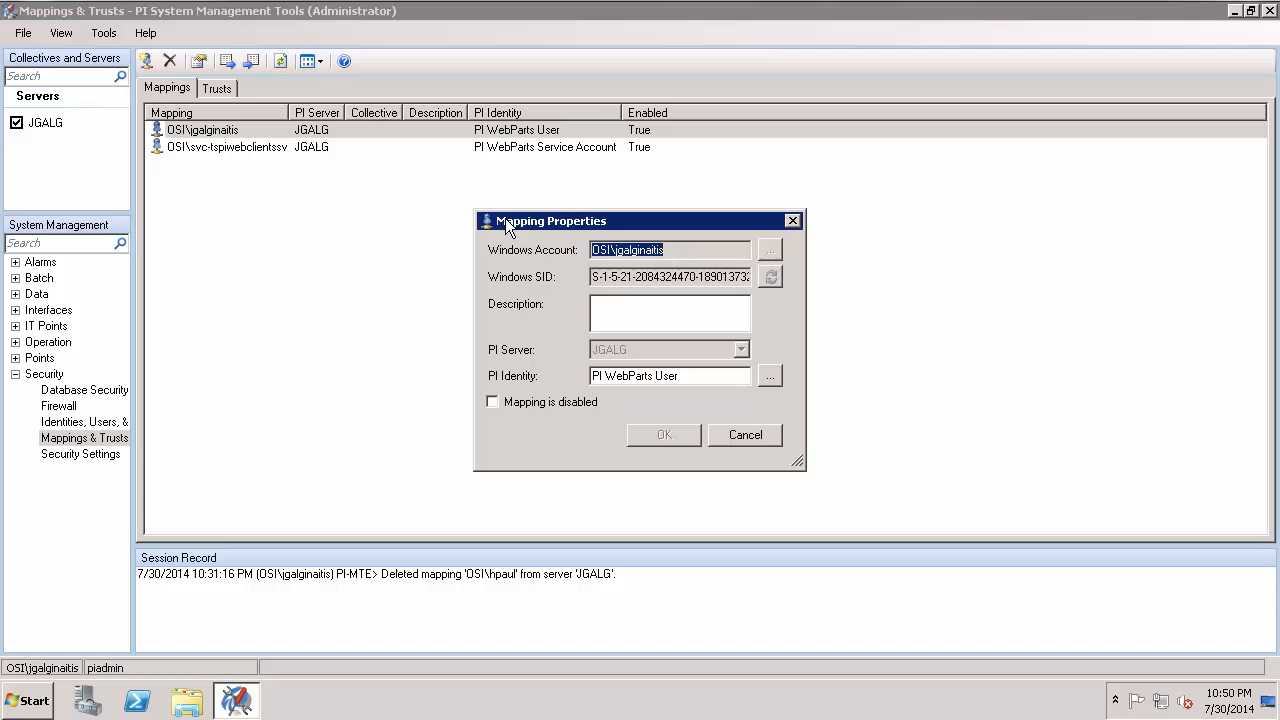 Mappings & Trusts - PI System Management Tools (Administrator)
File View Tools Help
Collectives and Servers
Search
Servers
JGALG
System Management
Search
Alarms
Batch
Data
Interfaces
IT Points
Operation
Points
Security
Database Security
Firewall
Identities, Users, &
Mappings & Trusts
Security Settings
Mappings Trusts
Mapping PI Server Collective Description PI Identity Enabled
OSI\jgalginaitis JGALG PI WebParts User True
OSI\svc-tspiwebclientssv JGALG PI WebParts Service Account True
Mapping Properties
Windows Account: OSI\jgalginaitis ...
Windows SID: S-1-5-21-2084324470-189013732
Description:
PI Server: JGALG
PI Identity: PI WebParts User ...
Mapping is disabled
OK Cancel
Session Record
7/30/2014 10:31:16 PM (OSI\jgalginaitis) PI-MTE> Deleted mapping 'OSI\hpaul' from server 'JGALG'.
OSI\jgalginaitis piadmin
Start
10:50 PM
7/30/2014